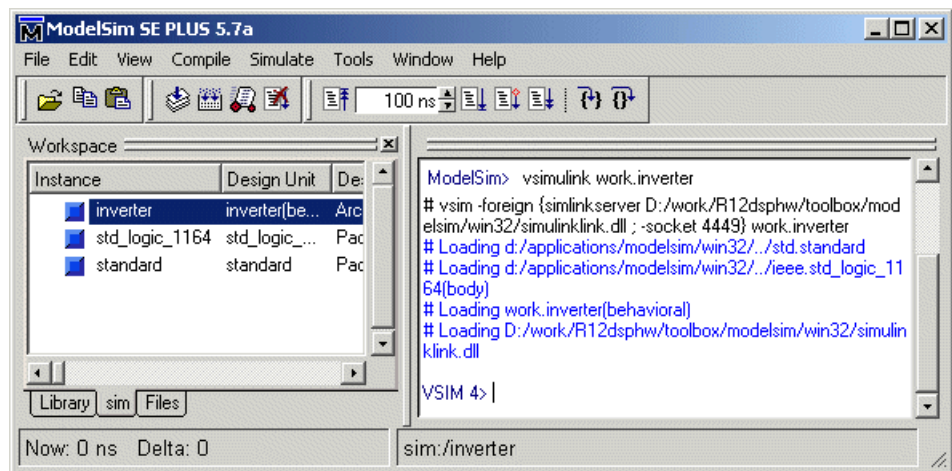 ModelSim SE PLUS 5.7a
File Edit View Compile Simulate Tools Window Help
100 ns
Workspace
Instance Design Unit De:
inverter inverter(be... Arc
std_logic_1164 std_logic_... Pac
standard standard Pac
Library sim Files
ModelSim> vsimulink work.inverter
# vsim -foreign {simlinkserver D:/work/R12dsphw/toolbox/mod
elsim/win32/simulinklink.dll ; -socket 4449} work.inverter
# Loading d:/applications/modelsim/win32/../std.standard
# Loading d:/applications/modelsim/win32/../ieee.std_logic_11
64(body)
# Loading work.inverter(behavioral)
# Loading D:/work/R12dsphw/toolbox/modelsim/win32/simulin
klink.dll
VSIM 4>
Now: 0 ns Delta: 0
sim:/inverter